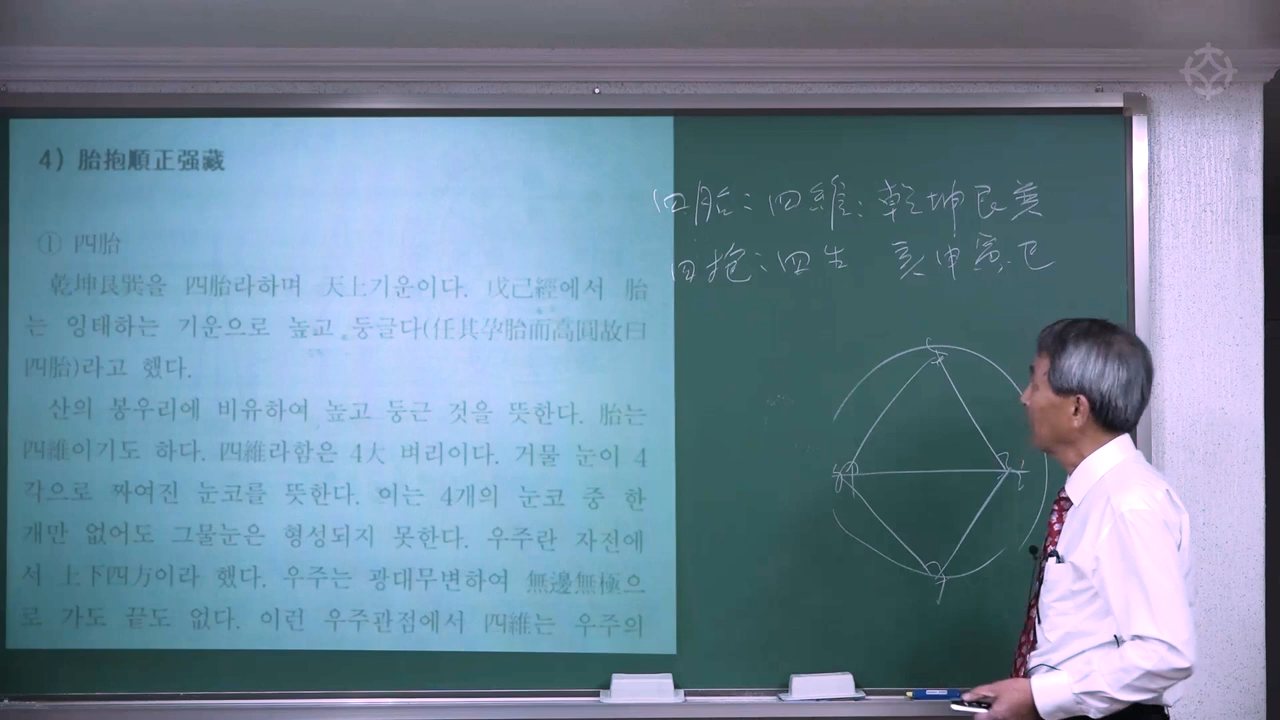 4) 胎抱順正强藏
① 四胎
乾坤艮巽을 四胎라하며 天上기운이다. 戊己經에서 胎
는 잉태하는 기운으로 높고 둥글다(任其孕胎而高圓故曰
四胎)라고 했다.
산의 봉우리에 비유하여 높고 둥근 것을 뜻한다. 胎는
四維이기도 하다. 四維라함은 4大 벼리이다. 거물 눈이 4
각으로 짜여진 눈코를 뜻한다. 이는 4개의 눈코 중 한
개만 없어도 그물눈은 형성되지 못한다. 우주란 자전에
서 上下四方이라 했다. 우주는 광대무변하여 無邊無極으
로 가도 끝도 없다. 이런 우주관점에서 四維는 우주의
四胎: 四維: 乾坤艮巽
四抱: 四生 亥申寅巳